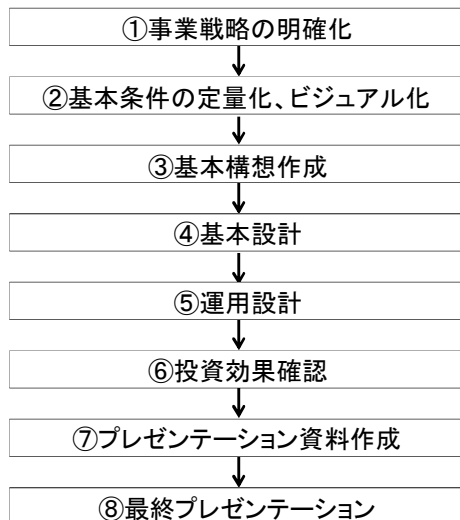 ①事業戦略の明確化
②基本条件の定量化、ビジュアル化
③基本構想作成
④基本設計
⑤運用設計
⑥投資効果確認
⑦プレゼンテーション資料作成
⑧最終プレゼンテーション